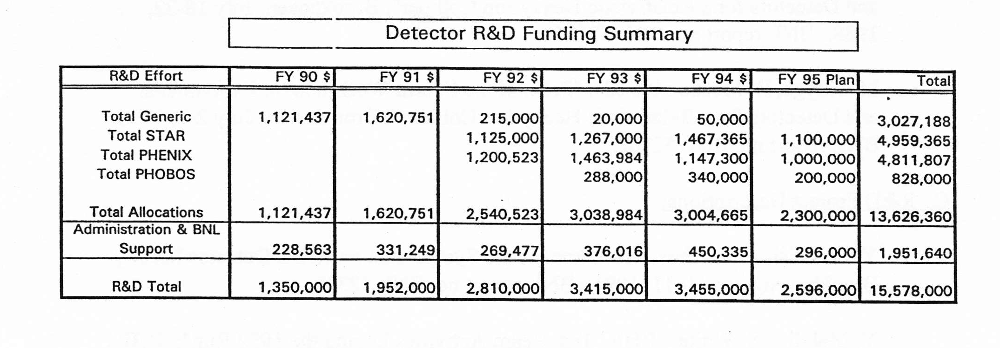 Detector R&D Funding Summary
R&D Effort FY 90 $ FY 91 $ FY 92 $ FY 93 $ FY 94 $ FY 95 Plan Total
Total Generic 1,121,437 1,620,751 215,000 20,000 50,000 3,027,188
Total STAR 1,125,000 1,267,000 1,467,365 1,100,000 4,959,365
Total PHENIX 1,200,523 1,463,984 1,147,300 1,000,000 4,811,807
Total PHOBOS 288,000 340,000 200,000 828,000
Total Allocations 1,121,437 1,620,751 2,540,523 3,038,984 3,004,665 2,300,000 13,626,360
Administration & BNL
Support 228,563 331,249 269,477 376,016 450,335 296,000 1,951,640
R&D Total 1,350,000 1,952,000 2,810,000 3,415,000 3,455,000 2,596,000 15,578,000